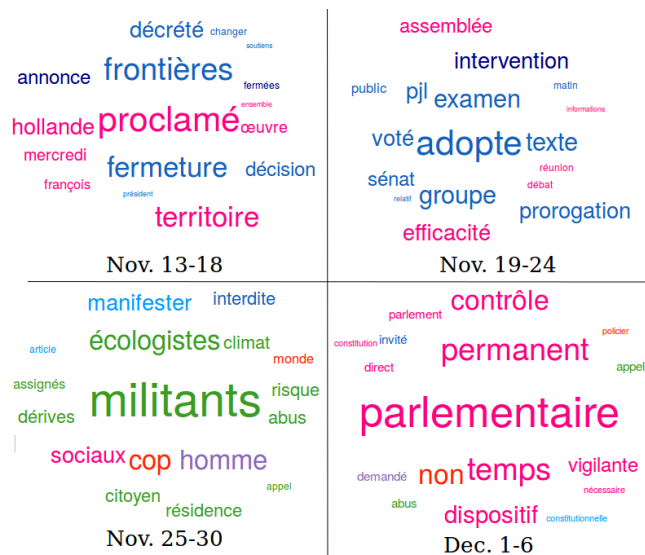 décrété changer
soutiens
annonce frontières
fermées
ensemble
hollande proclamé œuvre
mercredi
fermeture décision
françois
président
territoire
Nov. 13-18
assemblée
intervention
public pjl examen matin
informations
voté adopte texte
réunion
sénat débat
relatif groupe
prorogation
efficacité
Nov. 19-24
manifester interdite
écologistes climat
article
monde
assignés militants risque
dérives abus
sociaux cop homme
appel
citoyen
résidence
Nov. 25-30
contrôle
parlement
policier
constitution invité permanent
direct appel
parlementaire
demandé non temps vigilante
nécessaire
abus
dispositif constitutionnelle
Dec. 1-6